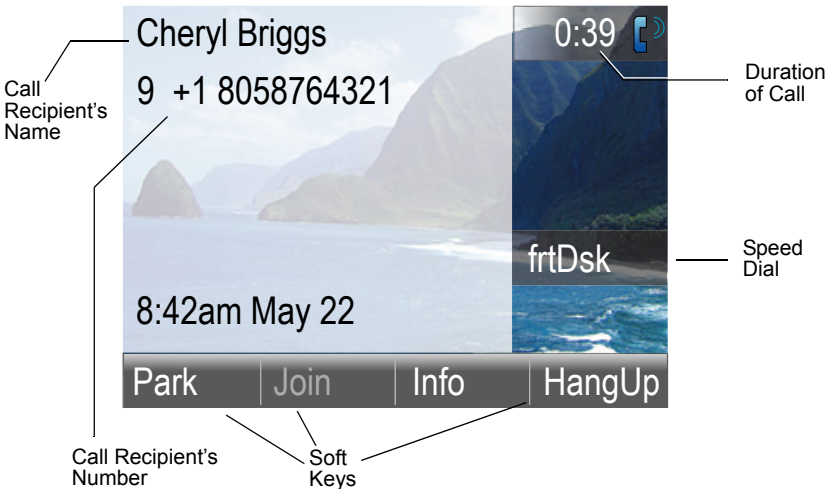 Cheryl Briggs
0:39
9 +1 8058764321
Call
Recipient's
Name
Duration
of Call
frtDsk
Speed
Dial
8:42am May 22
Park
Join
Info
HangUp
Call Recipient's
Number
Soft
Keys